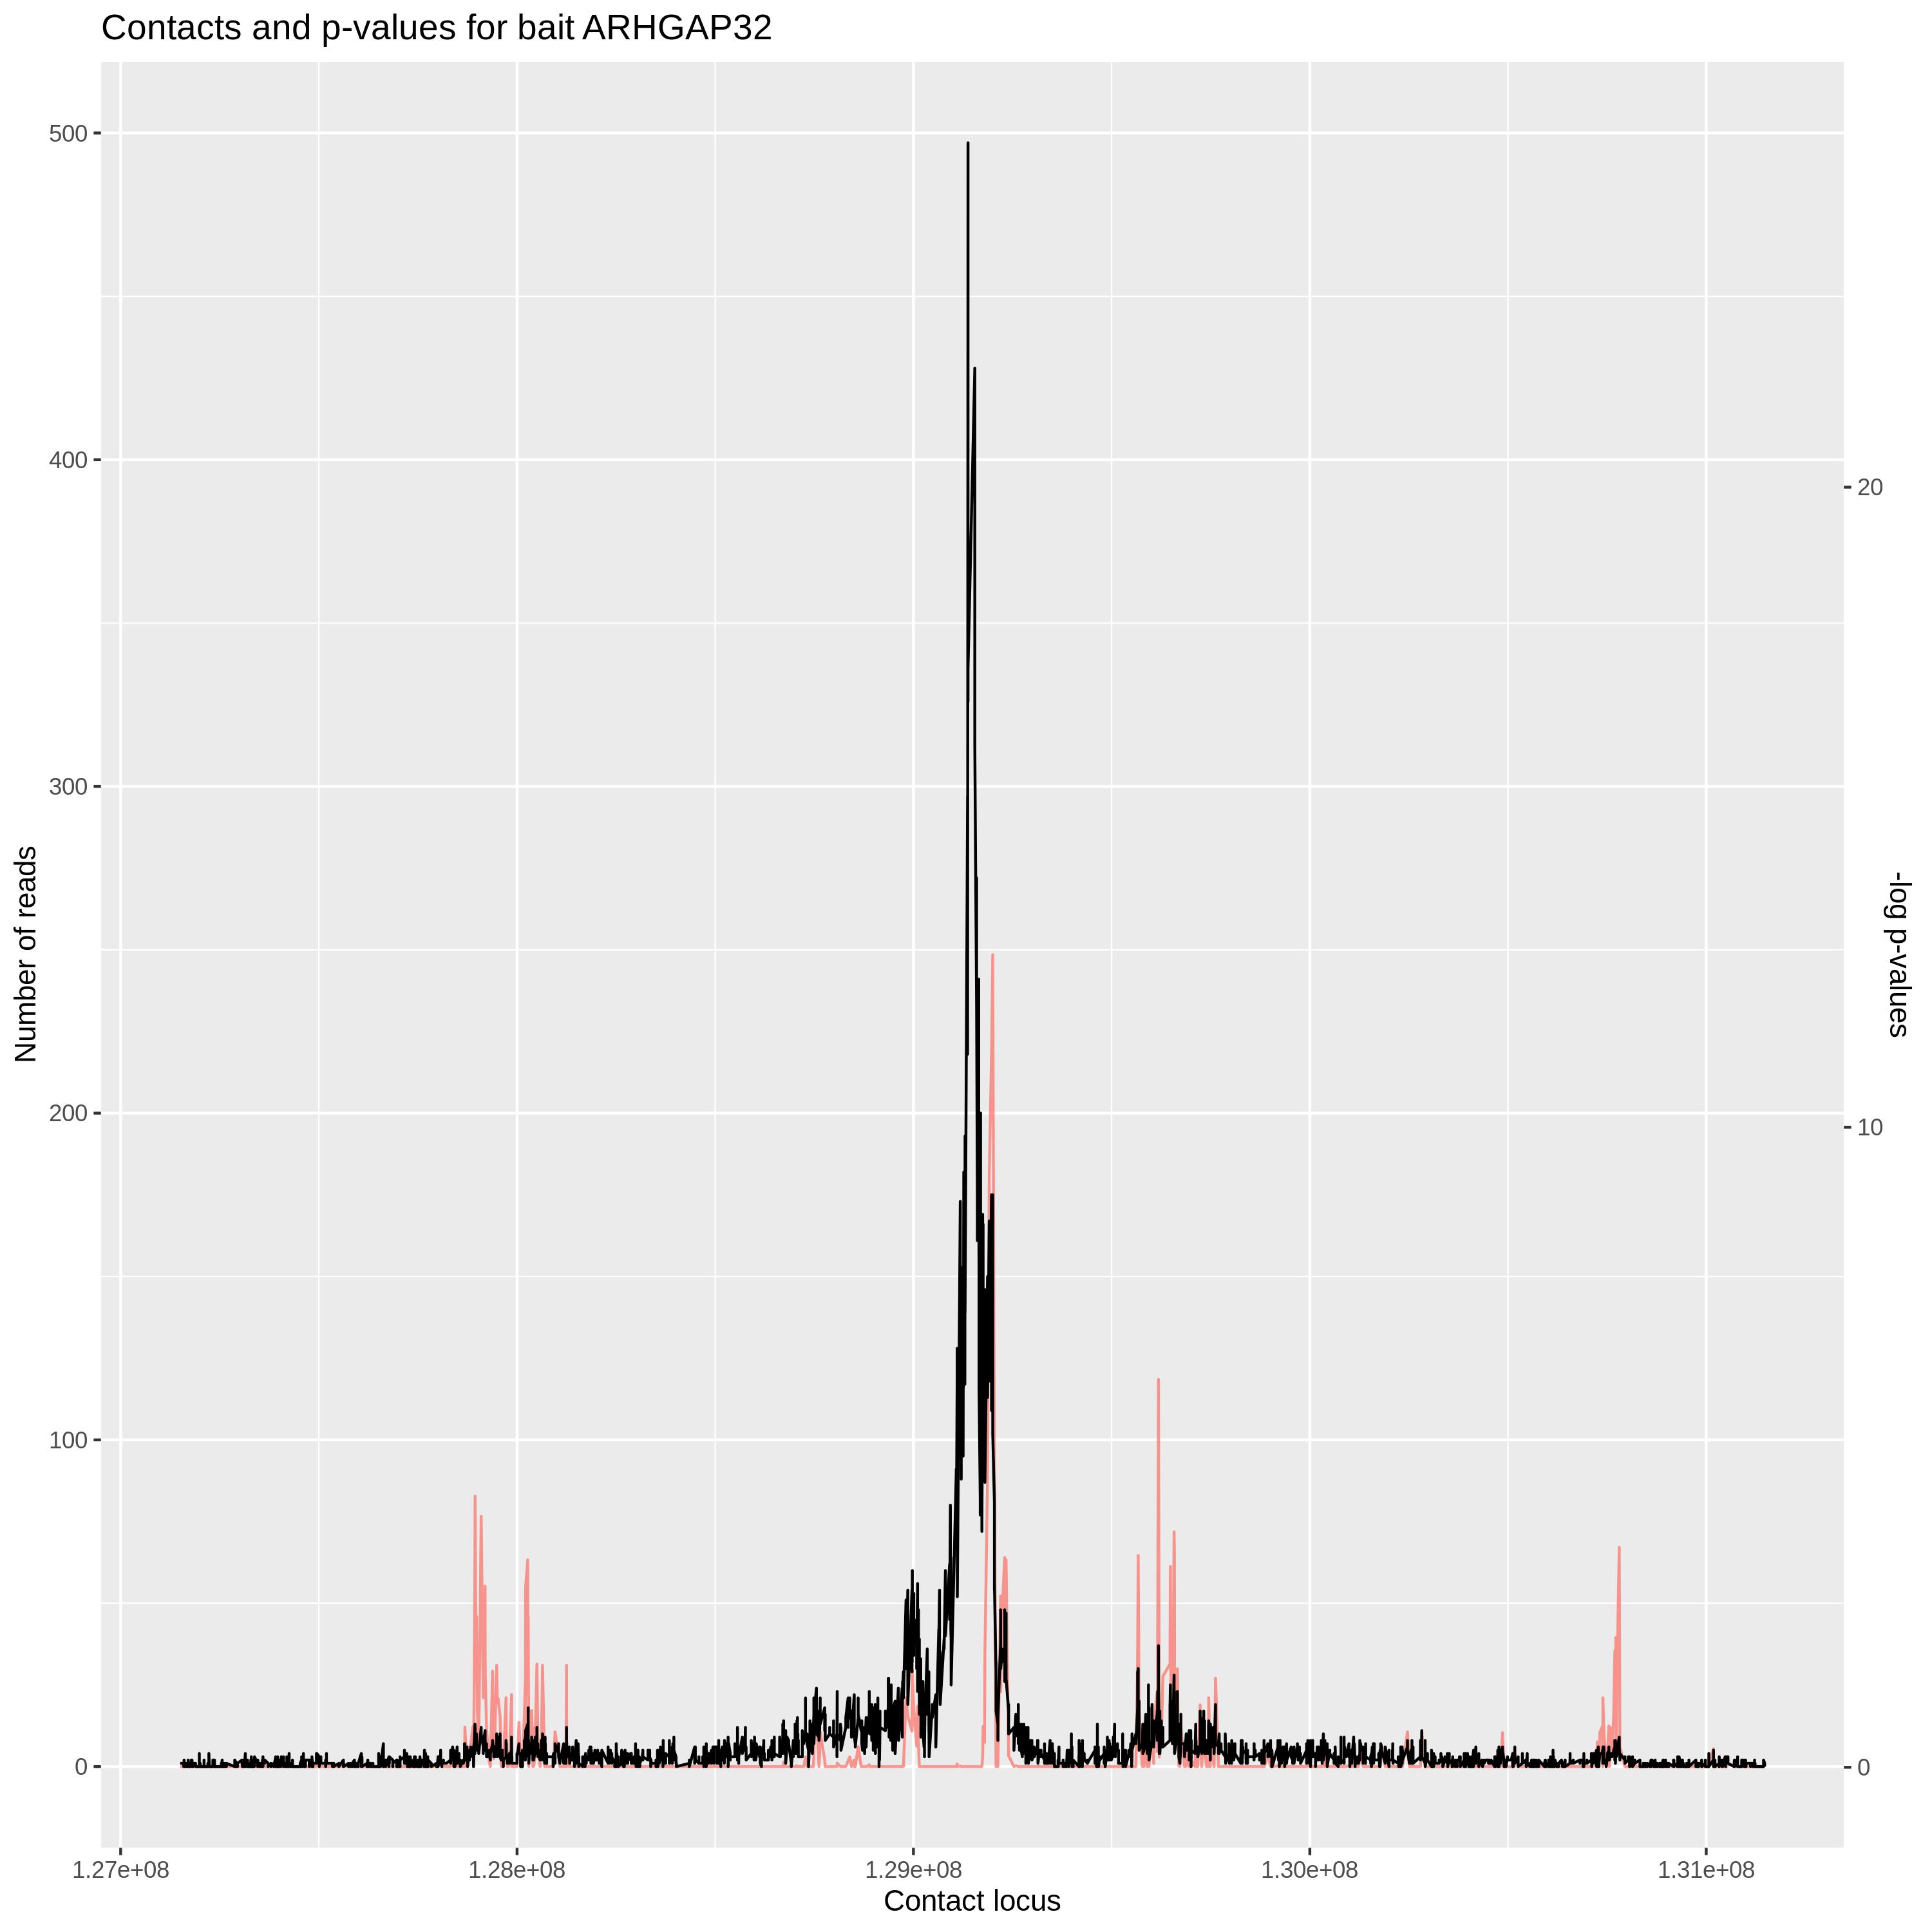 Contacts and p-values for bait ARHGAP32
500
400
300
200
100
0
Number of reads
20
10
0
-log p-values
1.27e+08
1.28e+08
1.29e+08
1.30e+08
1.31e+08
Contact locus